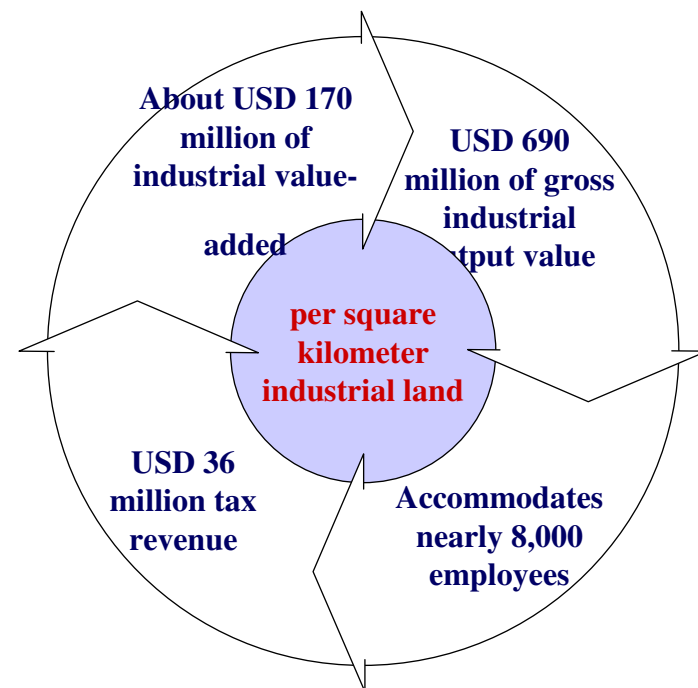 About USD 170
million of
industrial value-
added
USD 690
million of gross
industrial
tput value
per square
kilometer
industrial land
USD 36
million tax
revenue
Accommodates
nearly 8,000
employees